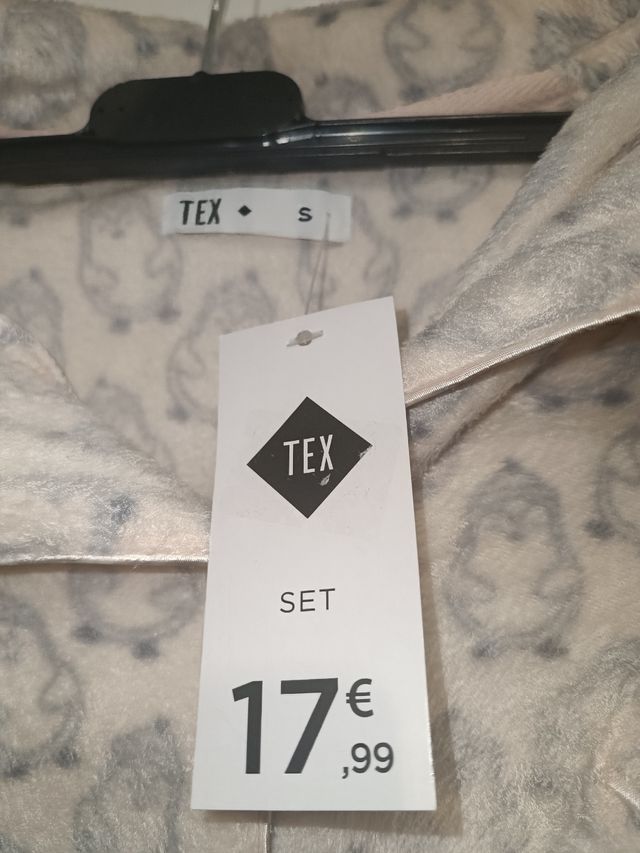 TEX ◆ S
TEX
SET
17€,99